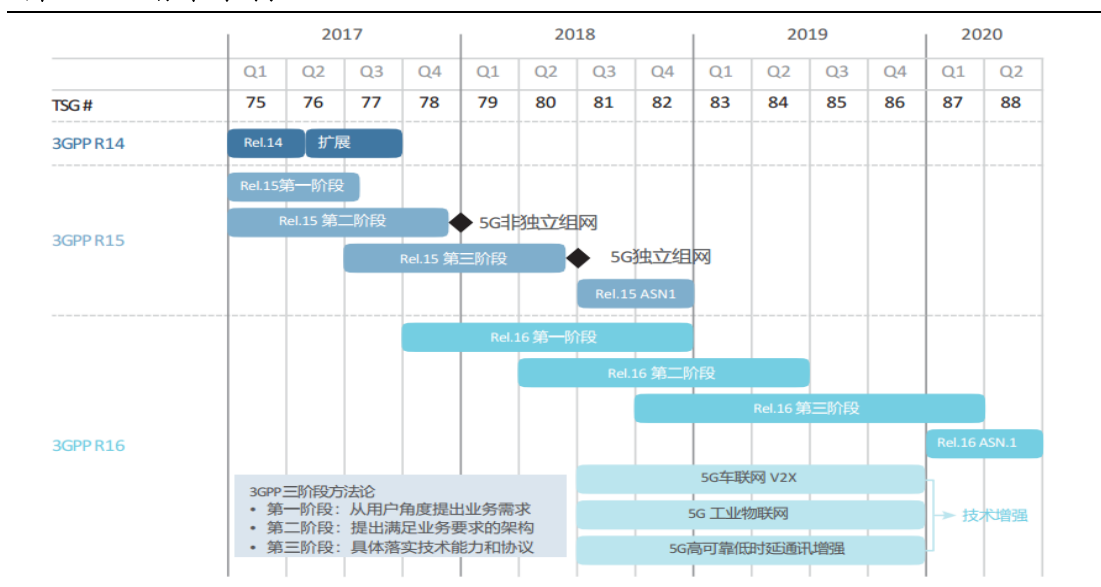 2017 2018 2019 2020
Q1 Q2 Q3 Q4 Q1 Q2 Q3 Q4 Q1 Q2 Q3 Q4 Q1 Q2
TSG # 75 76 77 78 79 80 81 82 83 84 85 86 87 88
3GPP R14 Rel.14 扩展
Rel.15第一阶段
Rel.15 第二阶段 5G非独立组网
3GPP R15
Rel.15 第三阶段 5G独立组网
Rel.15 ASN1
Rel.16 第一阶段
Rel.16 第二阶段
Rel.16 第三阶段
3GPP R16 Rel.16 ASN.1
5G车联网 V2X
5G 工业物联网
5G高可靠低时延通讯增强
技术增强
3GPP三阶段方法论
• 第一阶段：从用户角度提出业务需求
• 第二阶段：提出满足业务要求的架构
• 第三阶段：具体落实技术能力和协议